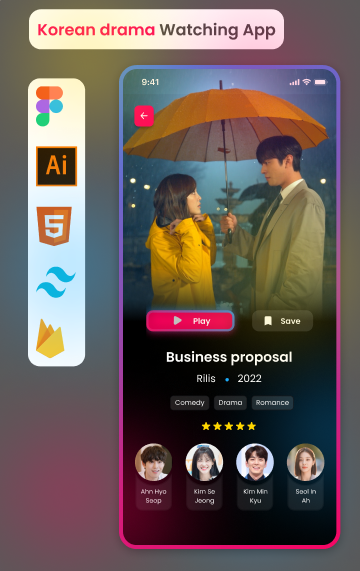 Korean drama Watching App
9:41
Ai
5
Play
Save
Business proposal
Rilis • 2022
Comedy Drama Romance
Ahn Hyo Kim Se Kim Min Seol In
Seop Jeong Kyu Ah